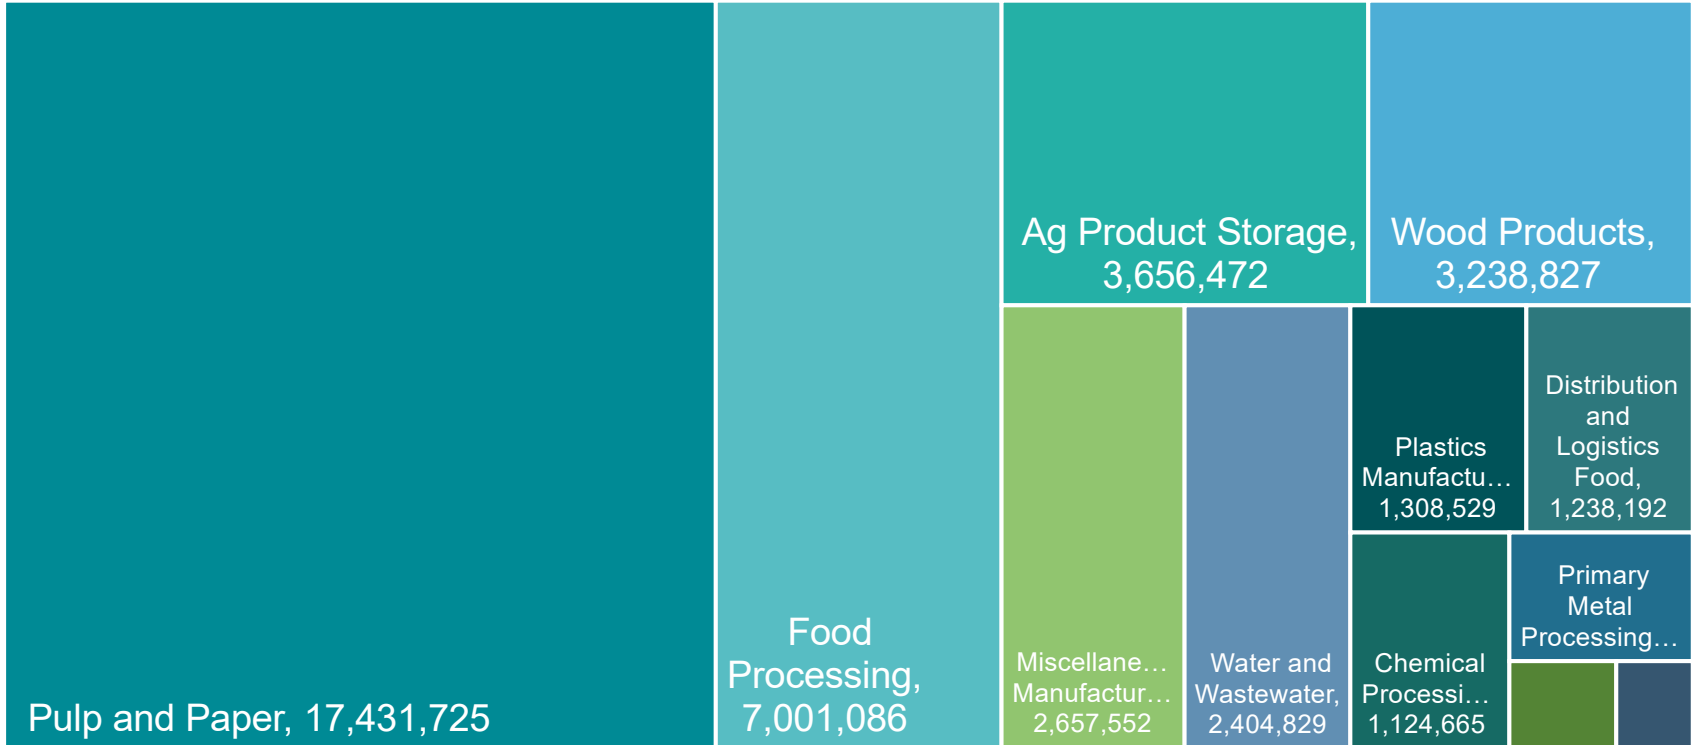 Pulp and Paper, 17,431,725
Food
Processing,
7,001,086
Ag Product Storage,
3,656,472
Wood Products,
3,238,827
Miscellane…
Manufactur…
2,657,552
Water and
Wastewater,
2,404,829
Plastics
Manufactu…
1,308,529
Distribution
and
Logistics
Food,
1,238,192
Chemical
Processi…
1,124,665
Primary
Metal
Processing…